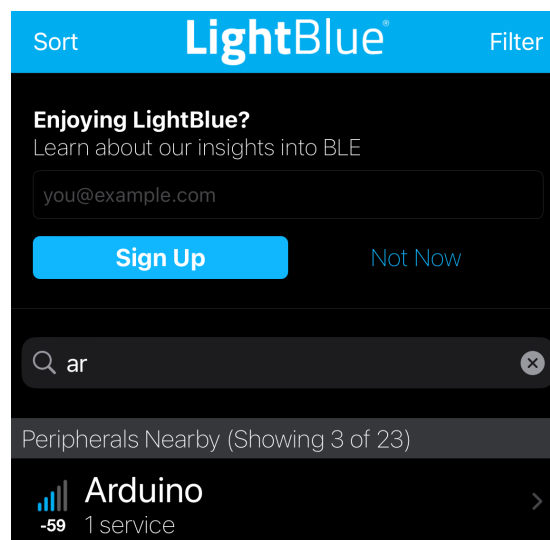 Sort LightBlue® Filter
Enjoying LightBlue?
Learn about our insights into BLE
you@example.com
Sign Up Not Now
ar
Peripherals Nearby (Showing 3 of 23)
Arduino
-59 1 service